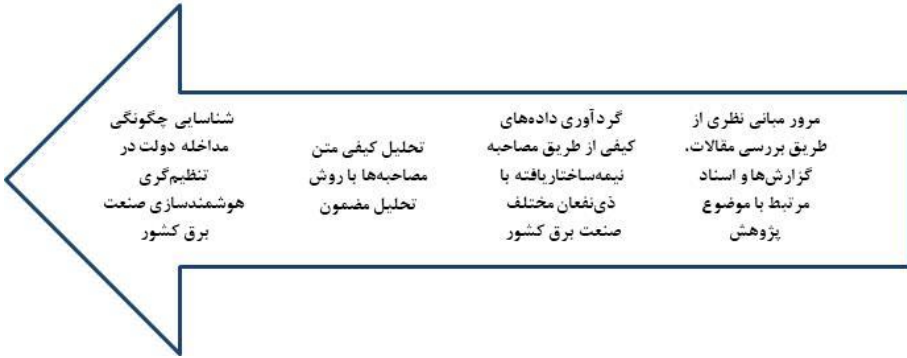 مرور مبانی نظری از
طریق بررسی مقالات،
گزارش‌ها و اسناد
مرتبط با موضوع
پژوهش
گردآوری داده‌های
کیفی از طریق مصاحبه
نیمه‌ساختاریافته با
ذی‌نفعان مختلف
صنعت برق کشور
تحلیل کیفی متن
مصاحبه‌ها با روش
تحلیل مضمون
شناسایی چگونگی
مداخله دولت در
تنظیم‌گری
هوشمندسازی صنعت
برق کشور